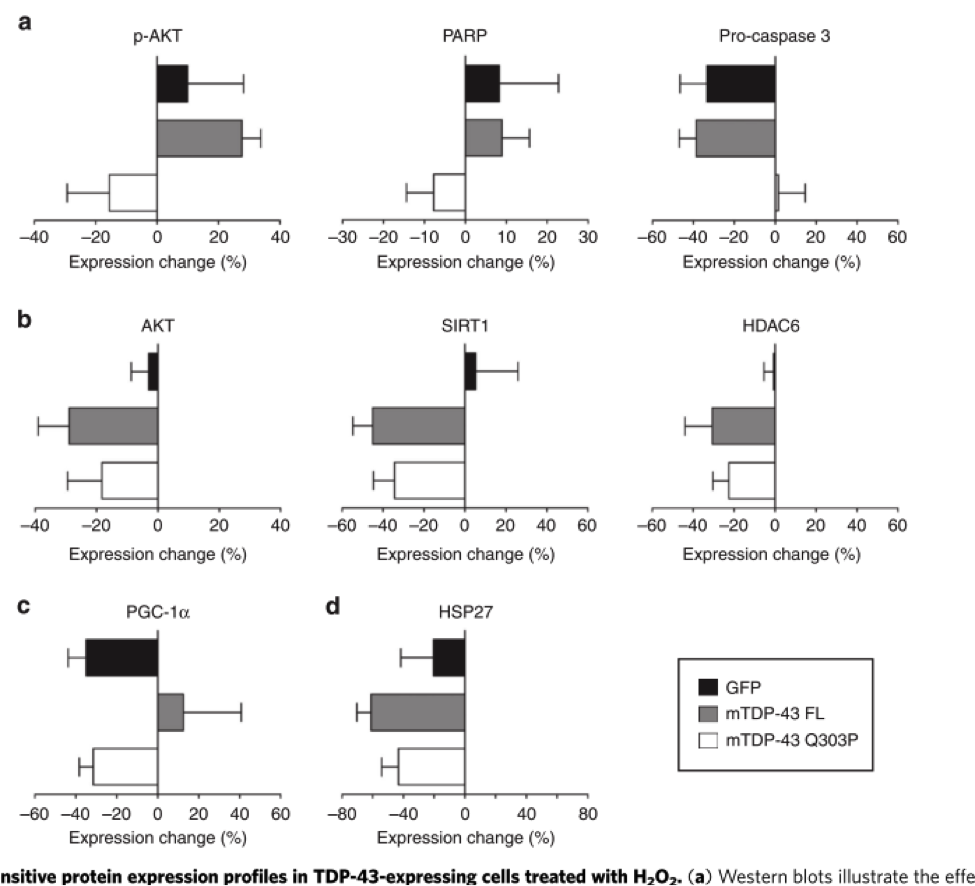 a
p-AKT PARP Pro-caspase 3
–40 –20 0 20 40 –30 –20 –10 0 10 20 30 –60 –40 –20 0 20 40 60
Expression change (%) Expression change (%) Expression change (%)
b
AKT SIRT1 HDAC6
–40 –20 0 20 40 –60 –40 –20 0 20 40 60 –60 –40 –20 0 20 40 60
Expression change (%) Expression change (%) Expression change (%)
c d
PGC-1α HSP27
GFP
mTDP-43 FL
mTDP-43 Q303P
–60 –40 –20 0 20 40 60 –80 –40 0 40 80
Expression change (%) Expression change (%)
nsitive protein expression profiles in TDP-43-expressing cells treated with H₂O₂. (a) Western blots illustrate the effe